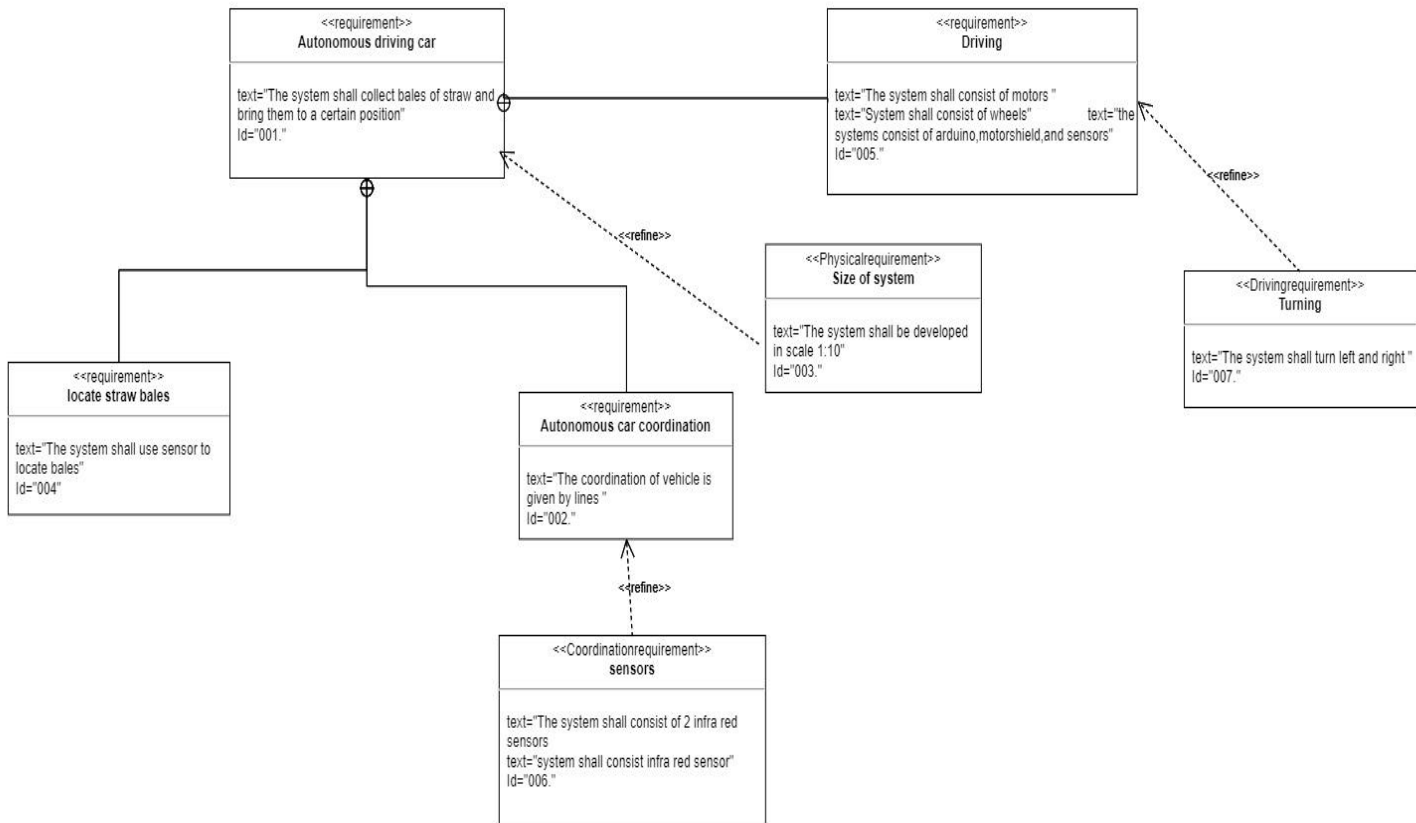 <<requirement>>
Autonomous driving car
text="The system shall collect bales of straw and
bring them to a certain position"
Id="001."
<<requirement>>
Driving
text="The system shall consist of motors "
text="System shall consist of wheels" text="the
systems consist of arduino,motorshield,and sensors"
Id="005."
<<refine>>
<<refine>>
<<Physicalrequirement>>
Size of system
text="The system shall be developed
in scale 1:10"
Id="003."
<<Drivingrequirement>>
Turning
text="The system shall turn left and right "
Id="007."
<<requirement>>
locate straw bales
text="The system shall use sensor to
locate bales"
Id="004"
<<requirement>>
Autonomous car coordination
text="The coordination of vehicle is
given by lines "
Id="002."
<<refine>>
<<Coordinationrequirement>>
sensors
text="The system shall consist of 2 infra red
sensors
text="system shall consist infra red sensor"
Id="006."